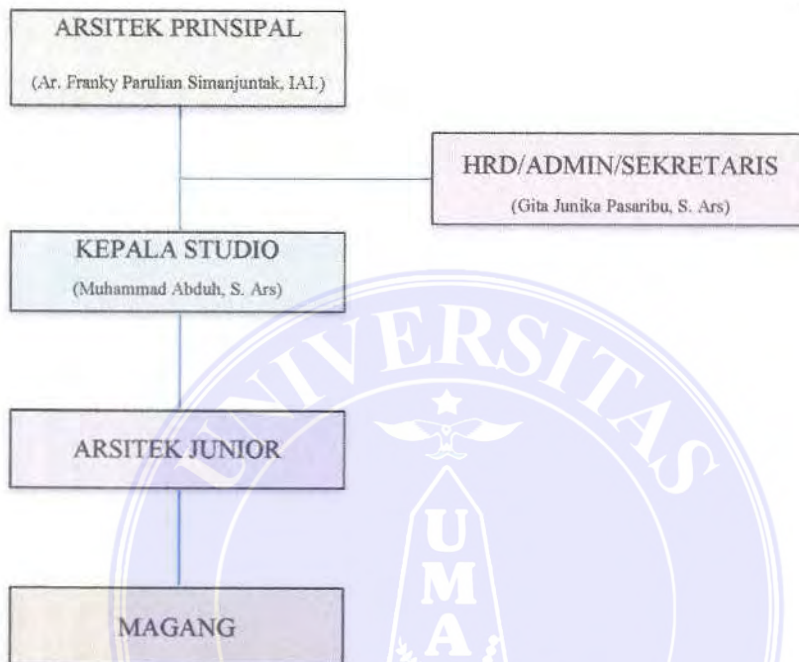 ARSITEK PRINSIPAL
(Ar. Franky Parulian Simanjuntak, IAI.)
HRD/ADMIN/SEKRETARIS
(Gita Junika Pasaribu, S. Ars)
KEPALA STUDIO
(Muhammad Abduh, S. Ars)
ARSITEK JUNIOR
MAGANG
UNIVERSITAS
UMA